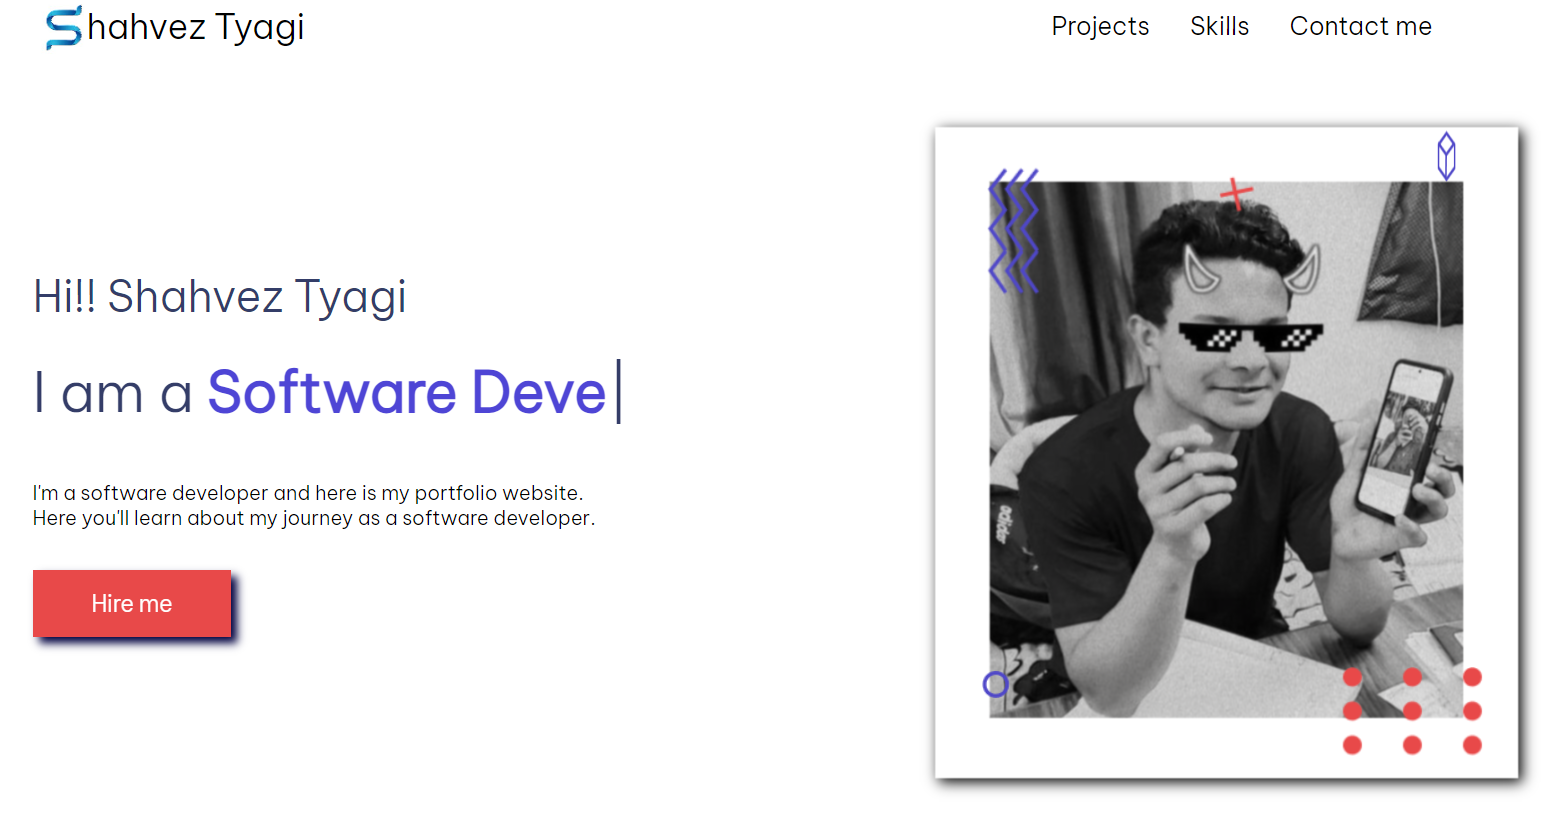 Shahvez Tyagi
Projects Skills Contact me
Hi!! Shahvez Tyagi
I am a Software Deve
I'm a software developer and here is my portfolio website.
Here you'll learn about my journey as a software developer.
Hire me
adidas